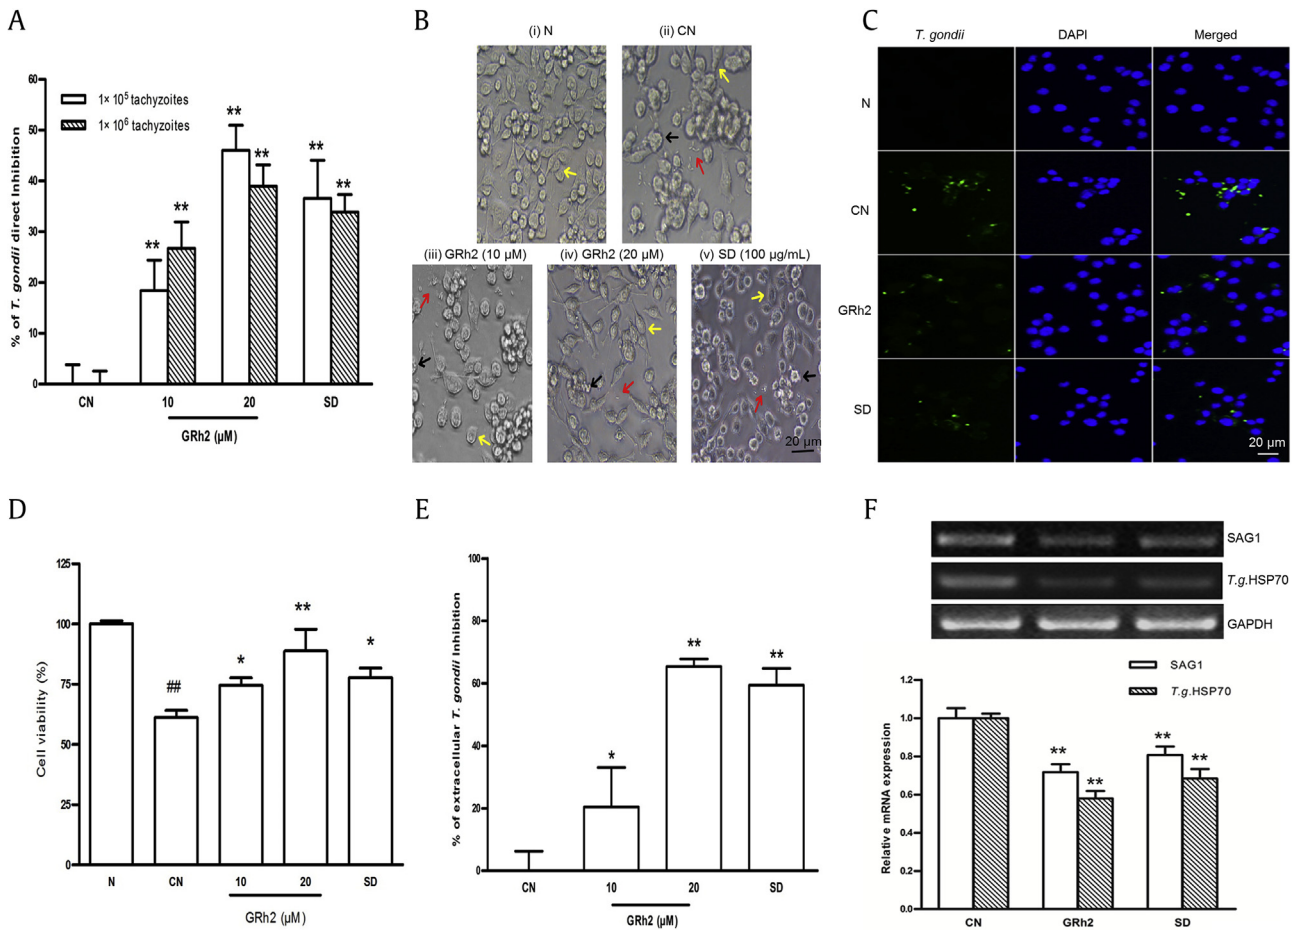 A
% of T. gondii direct Inhibition
60
50
40
30
20
10
0
1× 10⁵ tachyzoites
1× 10⁶ tachyzoites
**
**
**
**
**
**
CN
10
20
SD
GRh2 (µM)
B
(i) N
(ii) CN
(iii) GRh2 (10 µM)
(iv) GRh2 (20 µM)
(v) SD (100 µg/mL)
20 µm
C
T. gondii
DAPI
Merged
N
CN
GRh2
SD
20 µm
D
Cell viability (%)
125
100
75
50
25
0
##
*
**
*
N
CN
10
20
SD
GRh2 (µM)
E
% of extracellular T. gondii Inhibition
100
80
60
40
20
0
*
**
**
CN
10
20
SD
GRh2 (µM)
F
SAG1
T.g.HSP70
GAPDH
SAG1
T.g.HSP70
Relative mRNA expression
1.2
1.0
0.8
0.6
0.4
0.2
0.0
**
**
**
**
CN
GRh2
SD